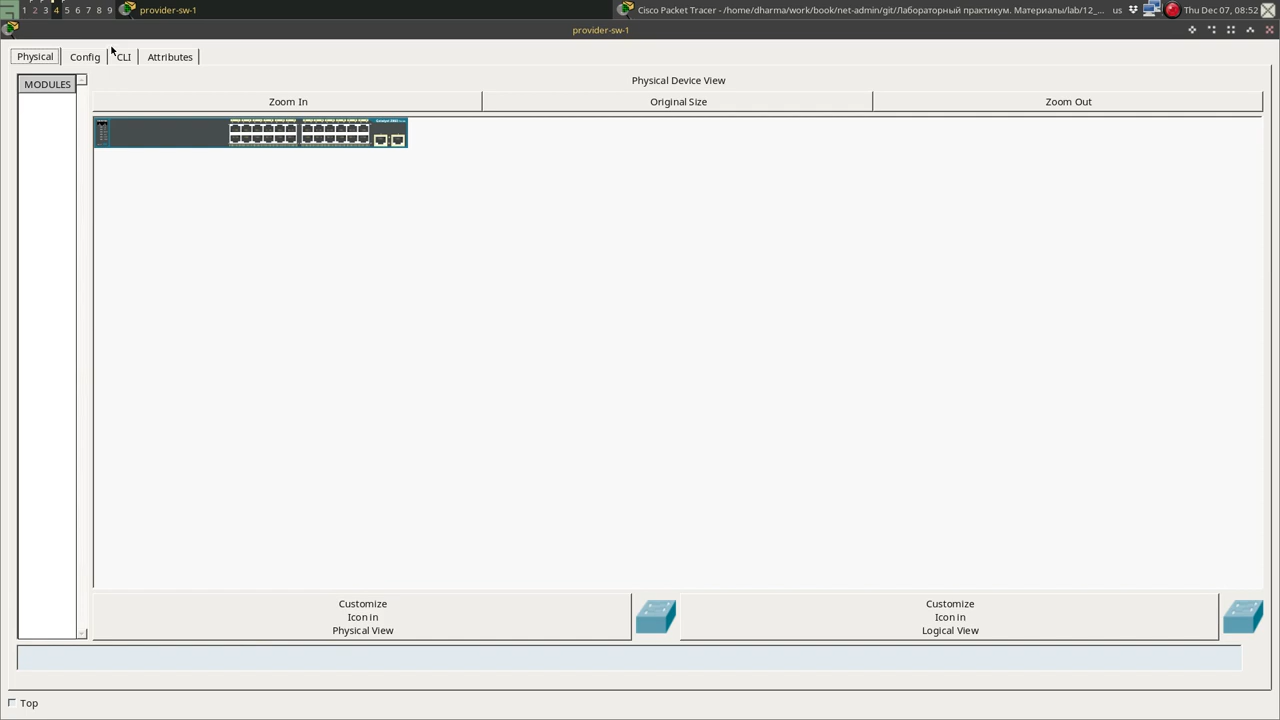 1 2 3 4 5 6 7 8 9 provider-sw-1 Cisco Packet Tracer - /home/dharma/work/book/net-admin/git/Лабораторный практикум. Материалы/lab/12_... us Thu Dec 07, 08:52
provider-sw-1
Physical Config CLI Attributes
MODULES
Physical Device View
Zoom In Original Size Zoom Out
Customize
Icon in
Physical View
Customize
Icon in
Logical View
Top